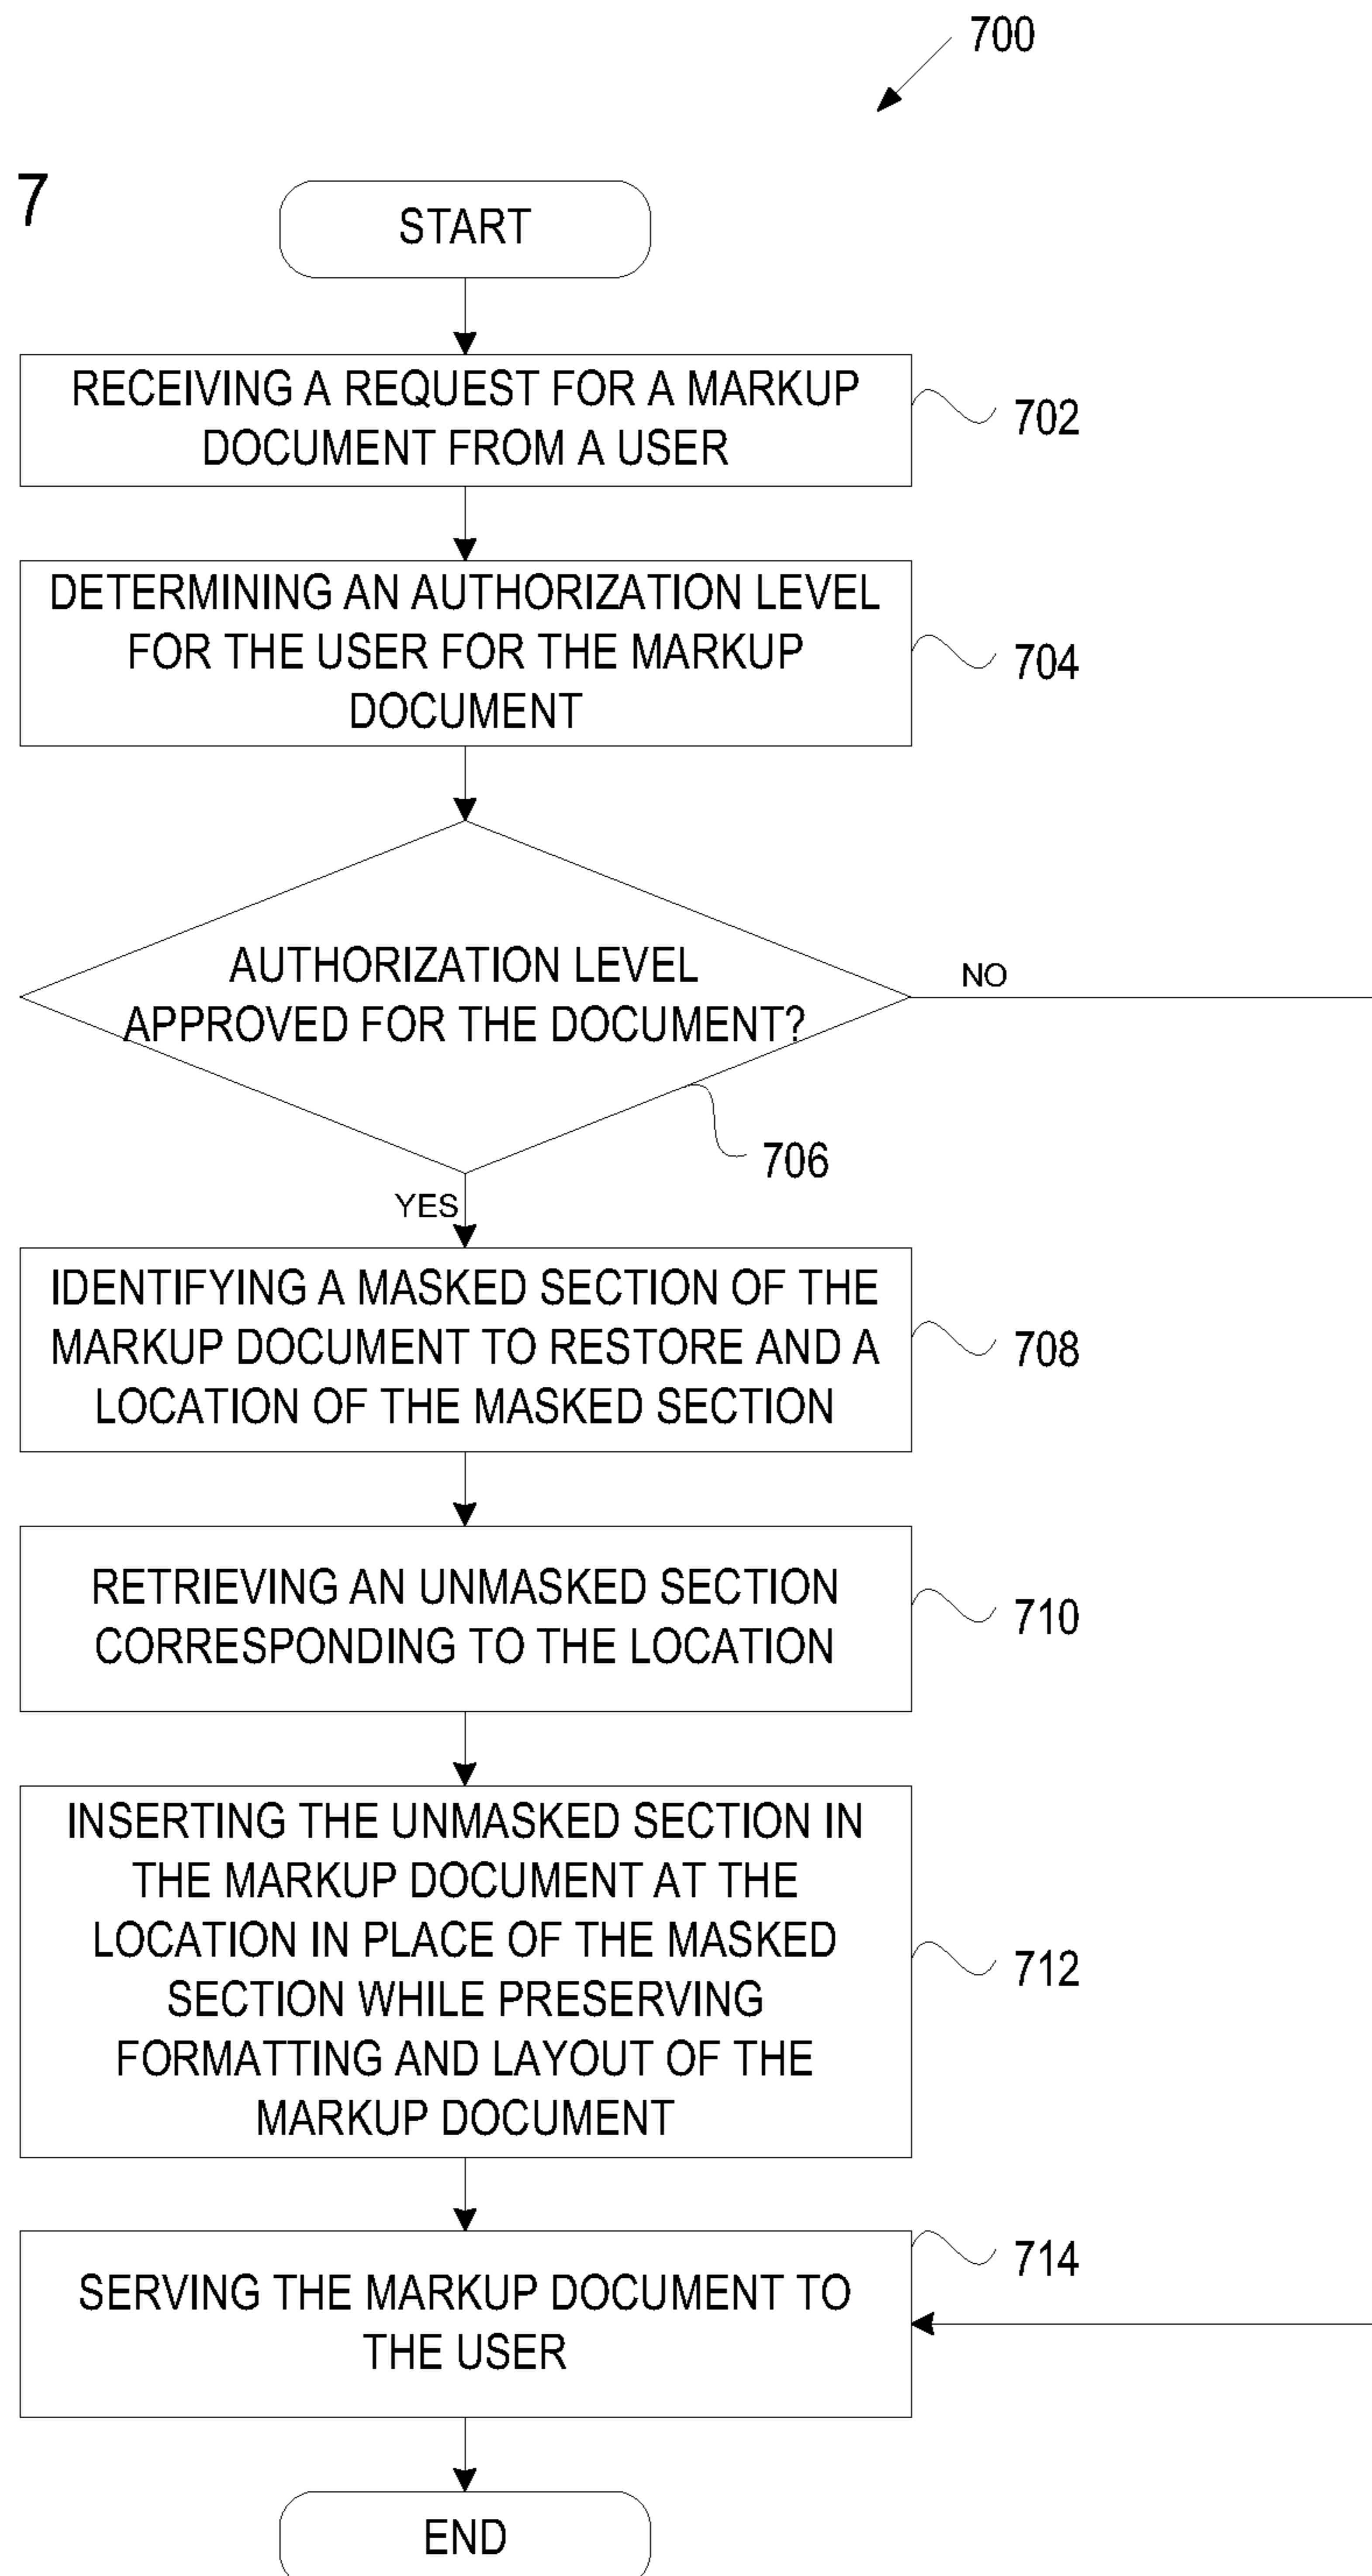 700
7
START
RECEIVING A REQUEST FOR A MARKUP
DOCUMENT FROM A USER
702
DETERMINING AN AUTHORIZATION LEVEL
FOR THE USER FOR THE MARKUP
DOCUMENT
704
AUTHORIZATION LEVEL
APPROVED FOR THE DOCUMENT?
NO
706
YES
IDENTIFYING A MASKED SECTION OF THE
MARKUP DOCUMENT TO RESTORE AND A
LOCATION OF THE MASKED SECTION
708
RETRIEVING AN UNMASKED SECTION
CORRESPONDING TO THE LOCATION
710
INSERTING THE UNMASKED SECTION IN
THE MARKUP DOCUMENT AT THE
LOCATION IN PLACE OF THE MASKED
SECTION WHILE PRESERVING
FORMATTING AND LAYOUT OF THE
MARKUP DOCUMENT
712
SERVING THE MARKUP DOCUMENT TO
THE USER
714
END